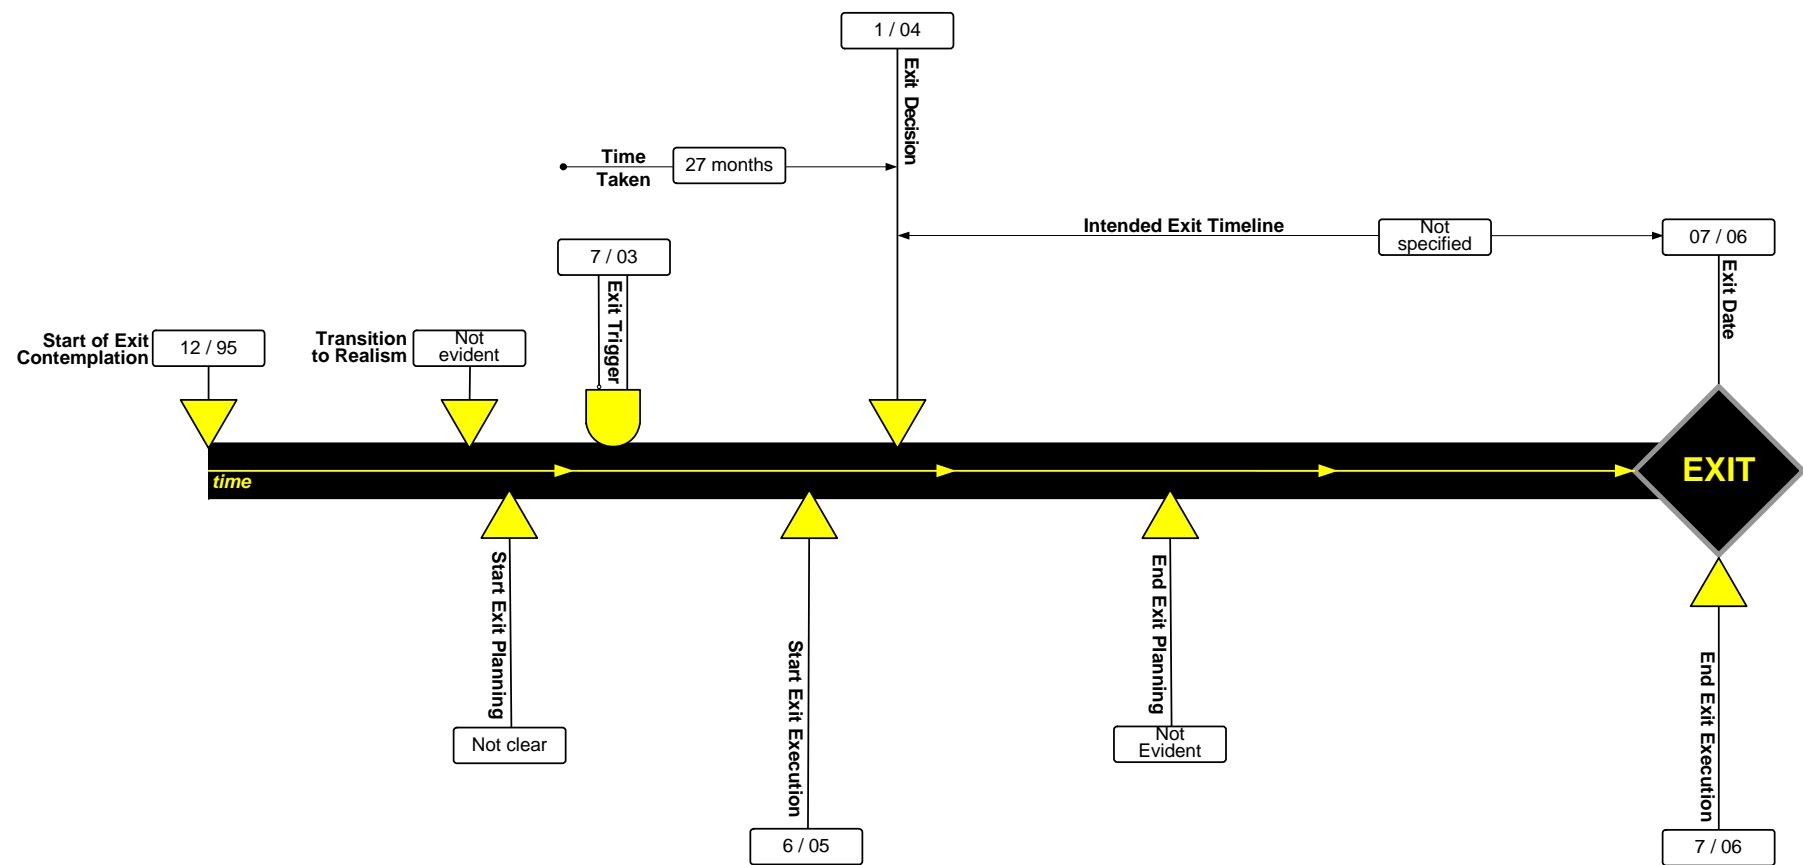 1 / 04
Exit Decision
Time
Taken
27 months
Intended Exit Timeline
Not
specified
07 / 06
Exit Date
7 / 03
Exit Trigger
Start of Exit
Contemplation
12 / 95
Transition
to Realism
Not
evident
time
EXIT
Start Exit Planning
Not clear
Start Exit Execution
6 / 05
End Exit Planning
Not
Evident
End Exit Execution
7 / 06